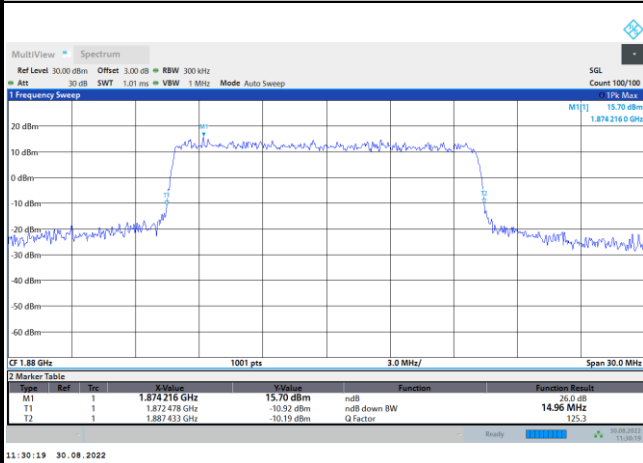 MultiView Spectrum
Ref Level 30.00 dBm Offset 3.00 dB RBW 300 kHz SGL
Att 30 dB SWT 1.01 ms VBW 1 MHz Mode Auto Sweep Count 100/100
1 Frequency Sweep 1Pk Max
M1[1] 15.70 dBm
1.874 216 0 GHz
20 dBm
M1
10 dBm
0 dBm
T1 T2
-10 dBm
-20 dBm
-30 dBm
-40 dBm
-50 dBm
-60 dBm
CF 1.88 GHz 1001 pts 3.0 MHz/ Span 30.0 MHz
2 Marker Table
Type Ref Trc X-Value Y-Value Function Function Result
M1 1 1.874216 GHz 15.70 dBm ndB 26.0 dB
T1 1 1.872478 GHz -10.92 dBm ndB down BW 14.96 MHz
T2 1 1.887433 GHz -10.19 dBm Q Factor 125.3
Ready 30.08.2022
11:30:19
11:30:19 30.08.2022